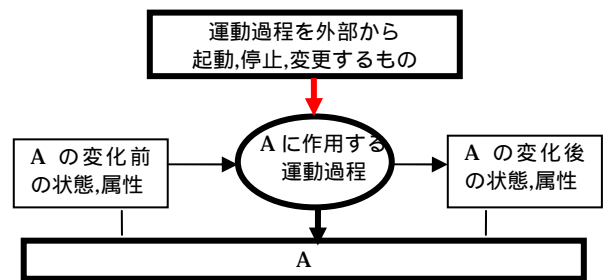 運動過程を外部から
起動,停止,変更するもの
A に作用する
運動過程
A の変化前
の状態,属性
A の変化後
の状態,属性
A